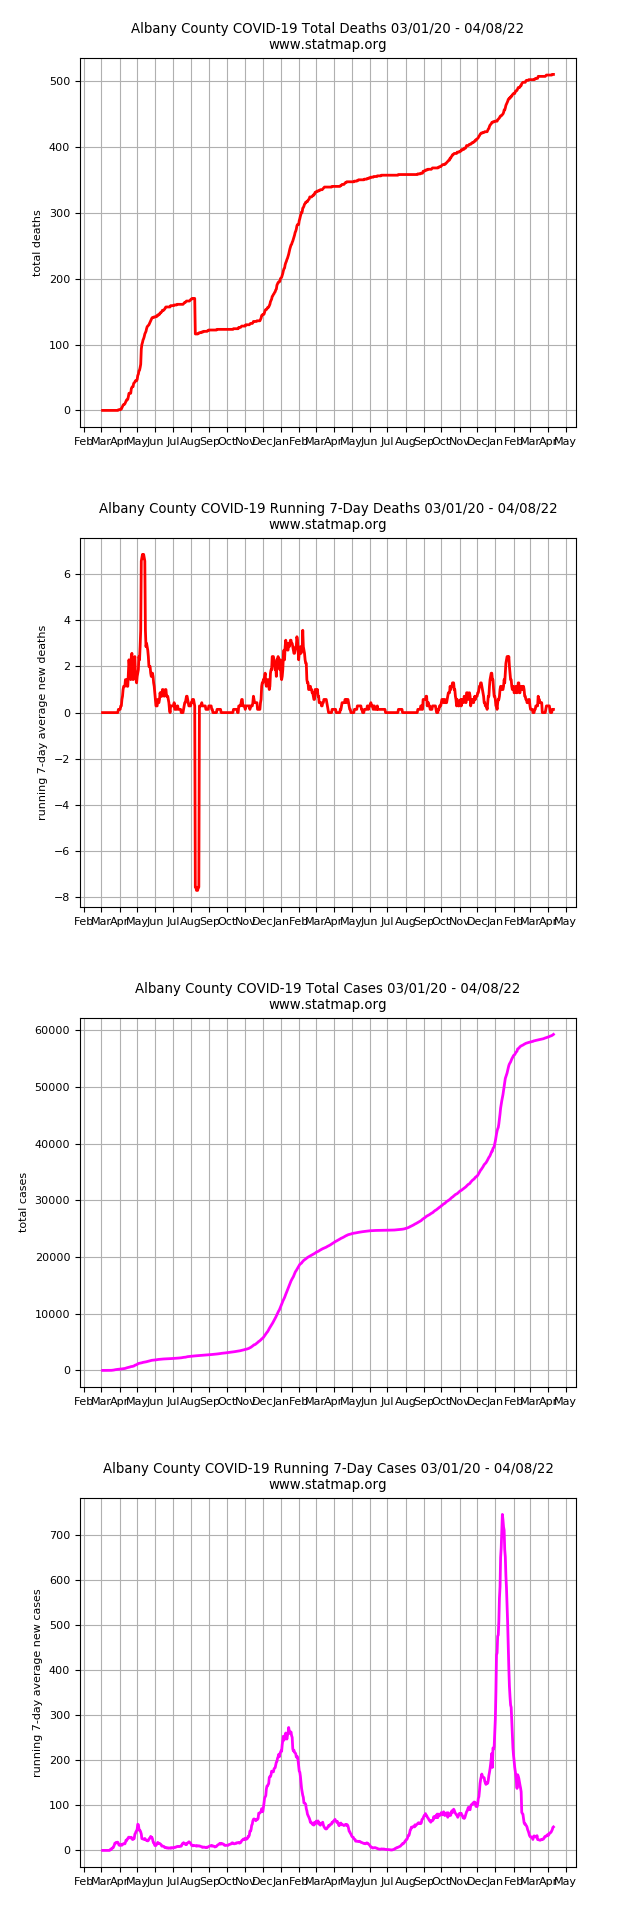 Albany County COVID-19 Total Deaths 03/01/20 - 04/08/22
www.statmap.org
500
400
300
200
100
0
total deaths
Feb Mar Apr May Jun Jul Aug Sep Oct Nov Dec Jan Feb Mar Apr May Jun Jul Aug Sep Oct Nov Dec Jan Feb Mar Apr May
Albany County COVID-19 Running 7-Day Deaths 03/01/20 - 04/08/22
www.statmap.org
6
4
2
0
−2
−4
−6
−8
running 7-day average new deaths
Feb Mar Apr May Jun Jul Aug Sep Oct Nov Dec Jan Feb Mar Apr May Jun Jul Aug Sep Oct Nov Dec Jan Feb Mar Apr May
Albany County COVID-19 Total Cases 03/01/20 - 04/08/22
www.statmap.org
60000
50000
40000
30000
20000
10000
0
total cases
Feb Mar Apr May Jun Jul Aug Sep Oct Nov Dec Jan Feb Mar Apr May Jun Jul Aug Sep Oct Nov Dec Jan Feb Mar Apr May
Albany County COVID-19 Running 7-Day Cases 03/01/20 - 04/08/22
www.statmap.org
700
600
500
400
300
200
100
0
running 7-day average new cases
Feb Mar Apr May Jun Jul Aug Sep Oct Nov Dec Jan Feb Mar Apr May Jun Jul Aug Sep Oct Nov Dec Jan Feb Mar Apr May